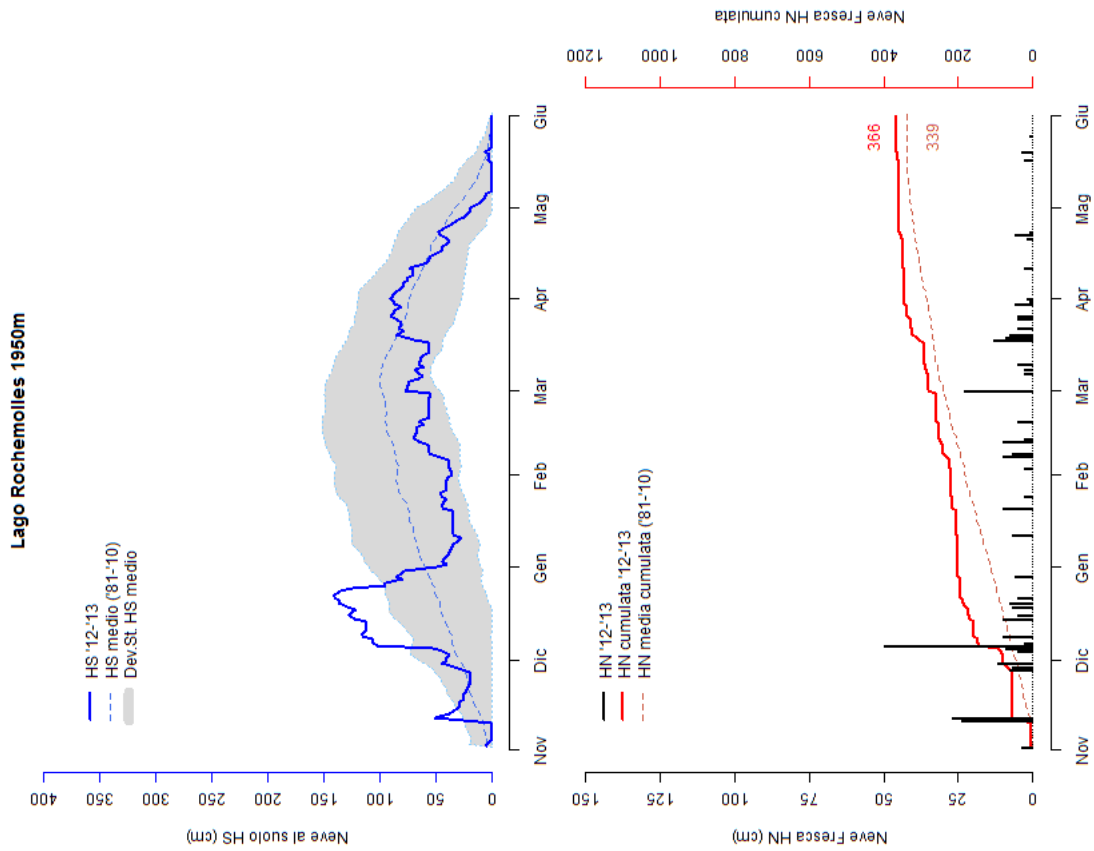 Lago Rochemolles 1950m
HS '12-'13
HS medio ('81-'10)
Dev.St. HS medio
Neve al suolo HS (cm)
0 50 100 150 200 250 300 350 400
Nov Dic Gen Feb Mar Apr Mag Giu
HN '12-'13
HN cumulata '12-'13
HN media cumulata ('81-'10)
Neve Fresca HN (cm)
0 25 50 75 100 125 150
366
339
Neve Fresca HN cumulata
0 200 400 600 800 1000 1200
Nov Dic Gen Feb Mar Apr Mag Giu